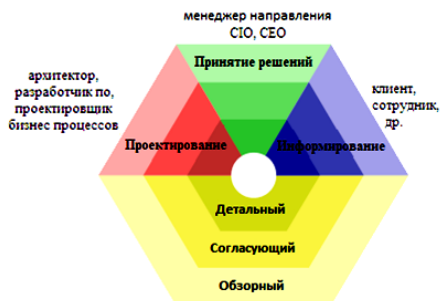 менеджер направления
CIO, CEO
Принятие решений
архитектор,
разработчик по,
проектировщик
бизнес процессов
клиент,
сотрудник,
др.
Проектирование
Информирование
Детальный
Согласующий
Обзорный